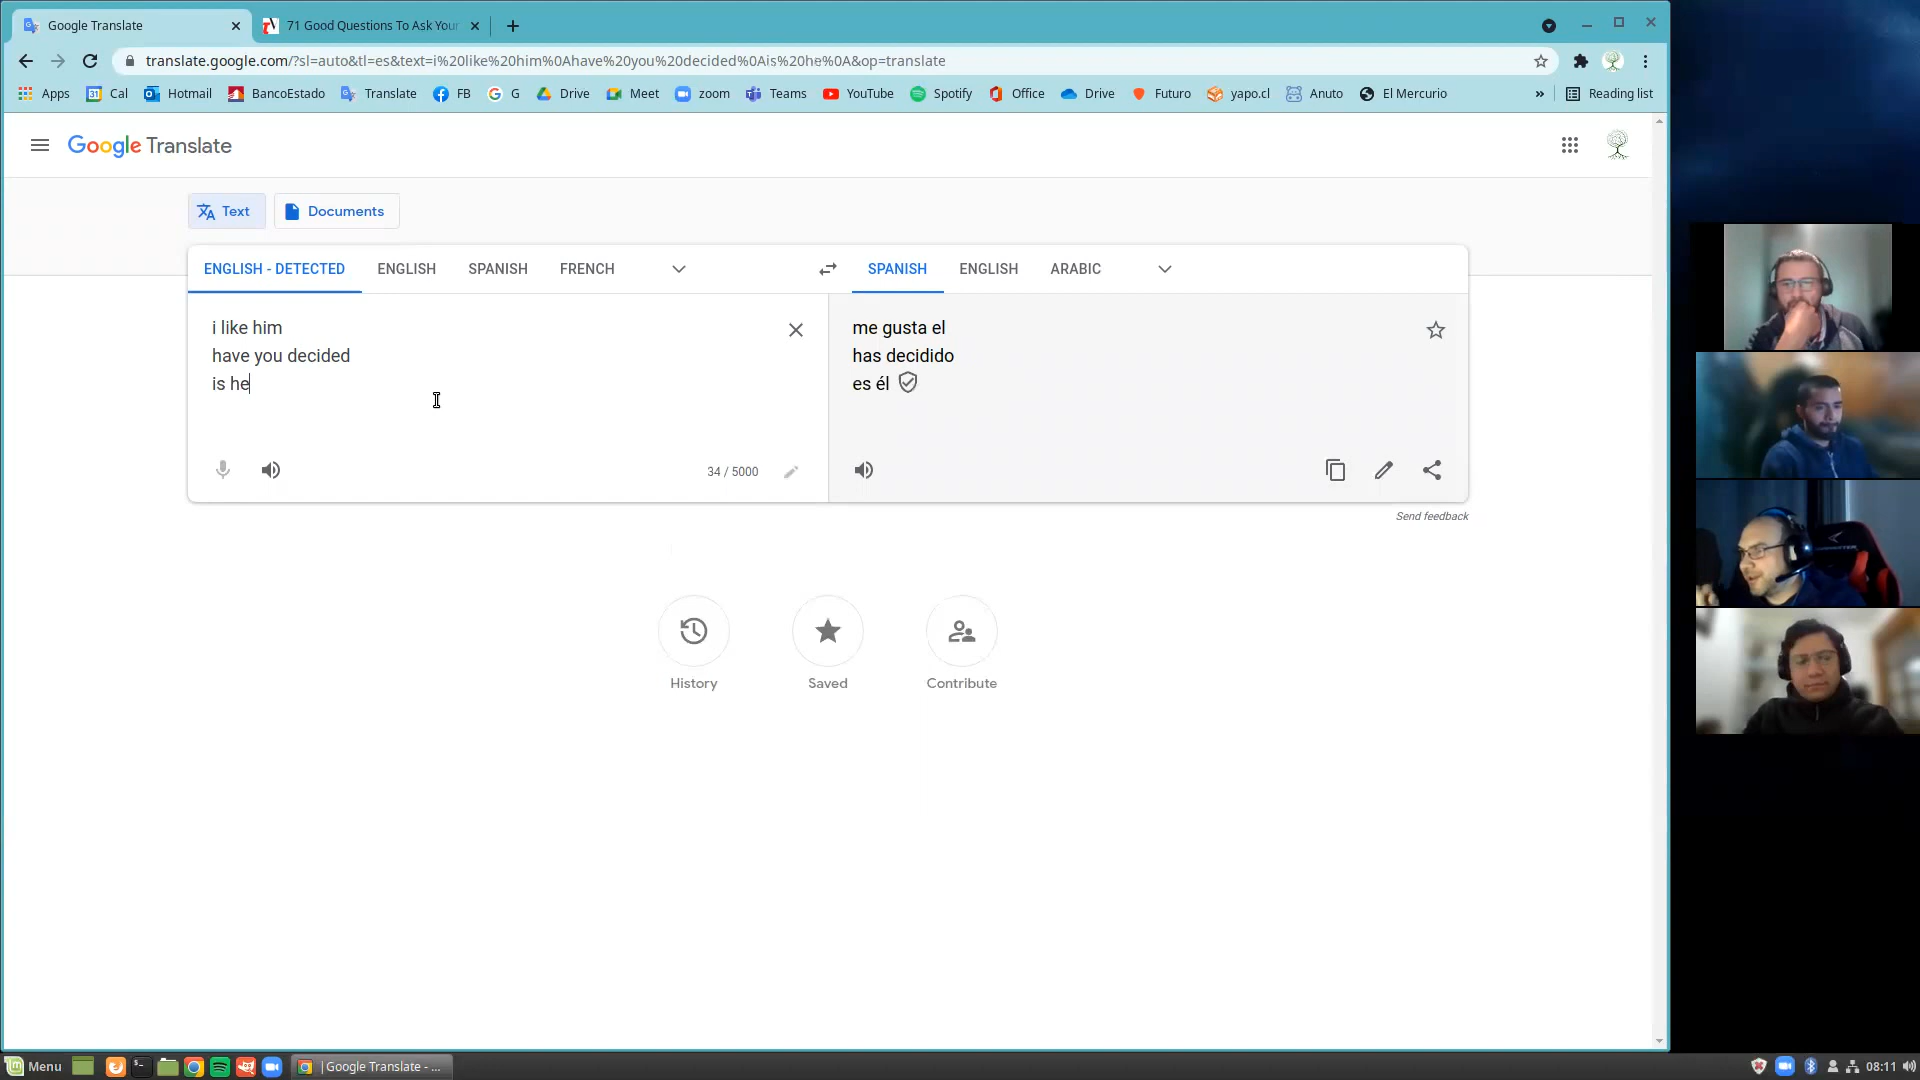 Google Translate
71 Good Questions To Ask Your
translate.google.com/?sl=auto&tl=es&text=i%20like%20him%0Ahave%20you%20decided%0Ais%20he%0A&op=translate
Apps
31 Cal
Hotmail
BancoEstado
Translate
FB
G
Drive
Meet
zoom
Teams
YouTube
Spotify
Office
Drive
Futuro
yapo.cl
Anuto
El Mercurio
»
Reading list
Google Translate
Text
Documents
ENGLISH - DETECTED
ENGLISH
SPANISH
FRENCH
SPANISH
ENGLISH
ARABIC
i like him
have you decided
is he
34 / 5000
me gusta el
has decidido
es él
Send feedback
History
Saved
Contribute
Menu
Google Translate - ...
08:11